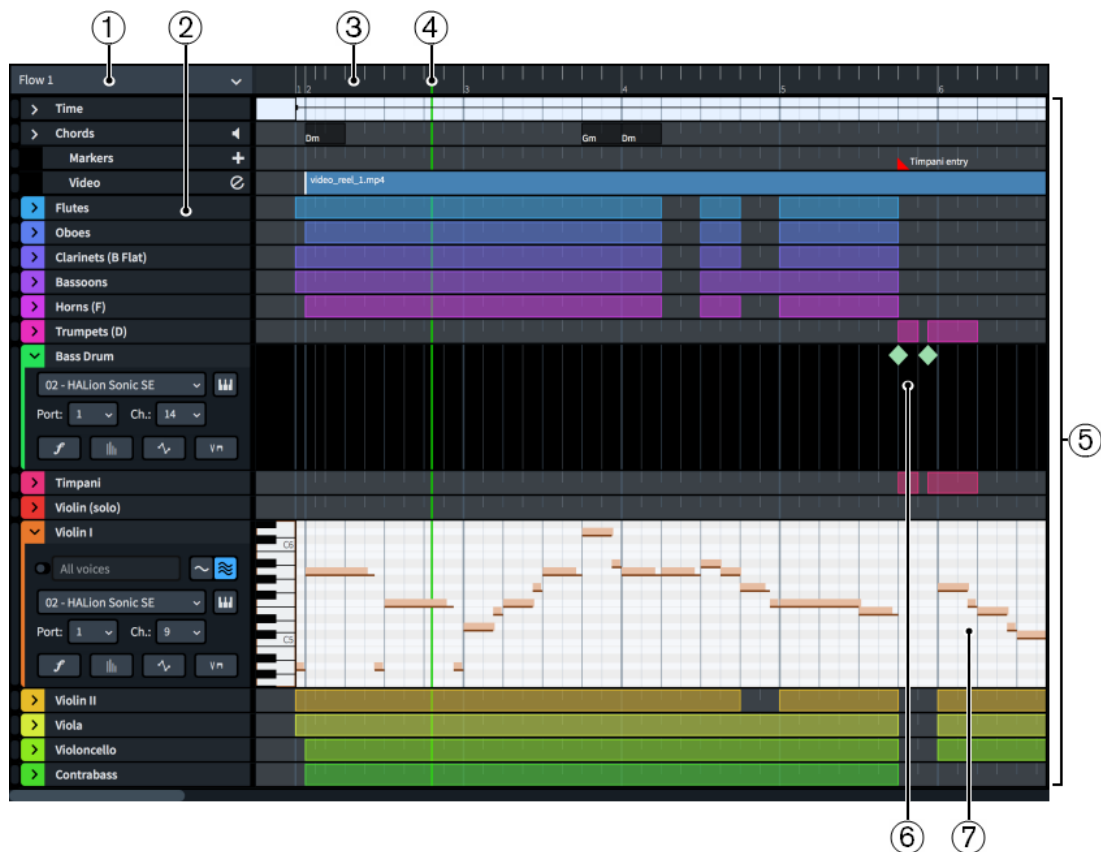 1 2 3 4
Flow 1
1 2 3 4 5 6
Time
Chords Dm Gm Dm
Markers Timpani entry
Video video_reel_1.mp4
Flutes
Oboes
Clarinets (B Flat)
Bassoons
Horns (F)
Trumpets (D)
Bass Drum
02 - HALion Sonic SE
Port: 1 Ch.: 14
5
Timpani
Violin (solo)
Violin I
C6
All voices
02 - HALion Sonic SE
Port: 1 Ch.: 9
C5
Violin II
Viola
Violoncello
Contrabass
6 7